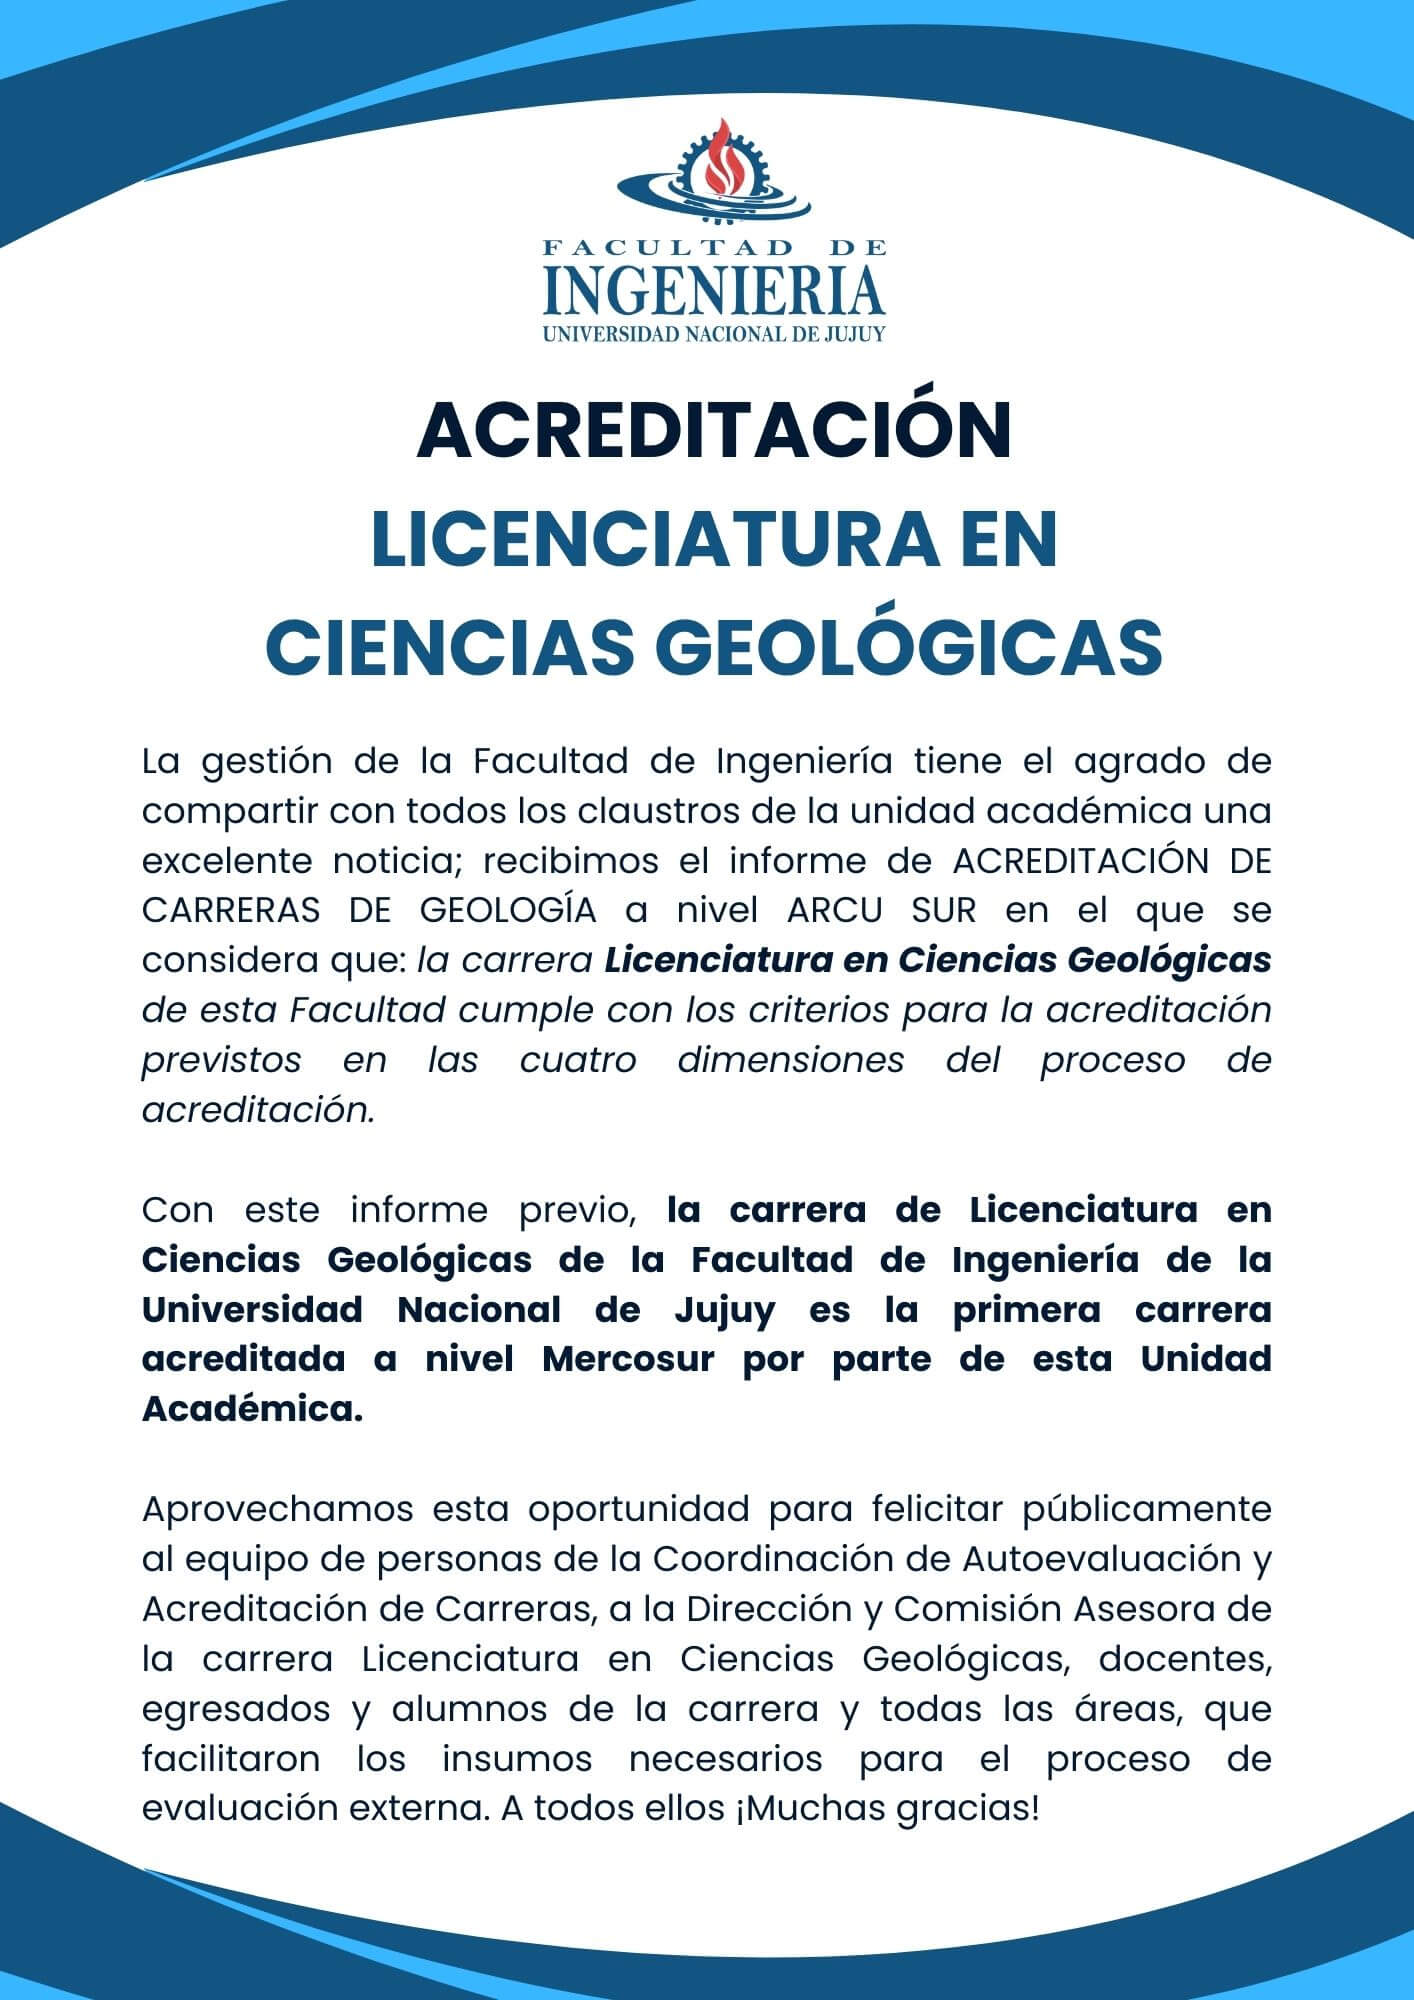 FACULTAD DE
INGENIERIA
UNIVERSIDAD NACIONAL DE JUJUY
ACREDITACIÓN
LICENCIATURA EN
CIENCIAS GEOLÓGICAS
La gestión de la Facultad de Ingeniería tiene el agrado de
compartir con todos los claustros de la unidad académica una
excelente noticia; recibimos el informe de ACREDITACIÓN DE
CARRERAS DE GEOLOGÍA a nivel ARCU SUR en el que se
considera que: la carrera Licenciatura en Ciencias Geológicas
de esta Facultad cumple con los criterios para la acreditación
previstos en las cuatro dimensiones del proceso de
acreditación.
Con este informe previo, la carrera de Licenciatura en
Ciencias Geológicas de la Facultad de Ingeniería de la
Universidad Nacional de Jujuy es la primera carrera
acreditada a nivel Mercosur por parte de esta Unidad
Académica.
Aprovechamos esta oportunidad para felicitar públicamente
al equipo de personas de la Coordinación de Autoevaluación y
Acreditación de Carreras, a la Dirección y Comisión Asesora de
la carrera Licenciatura en Ciencias Geológicas, docentes,
egresados y alumnos de la carrera y todas las áreas, que
facilitaron los insumos necesarios para el proceso de
evaluación externa. A todos ellos ¡Muchas gracias!